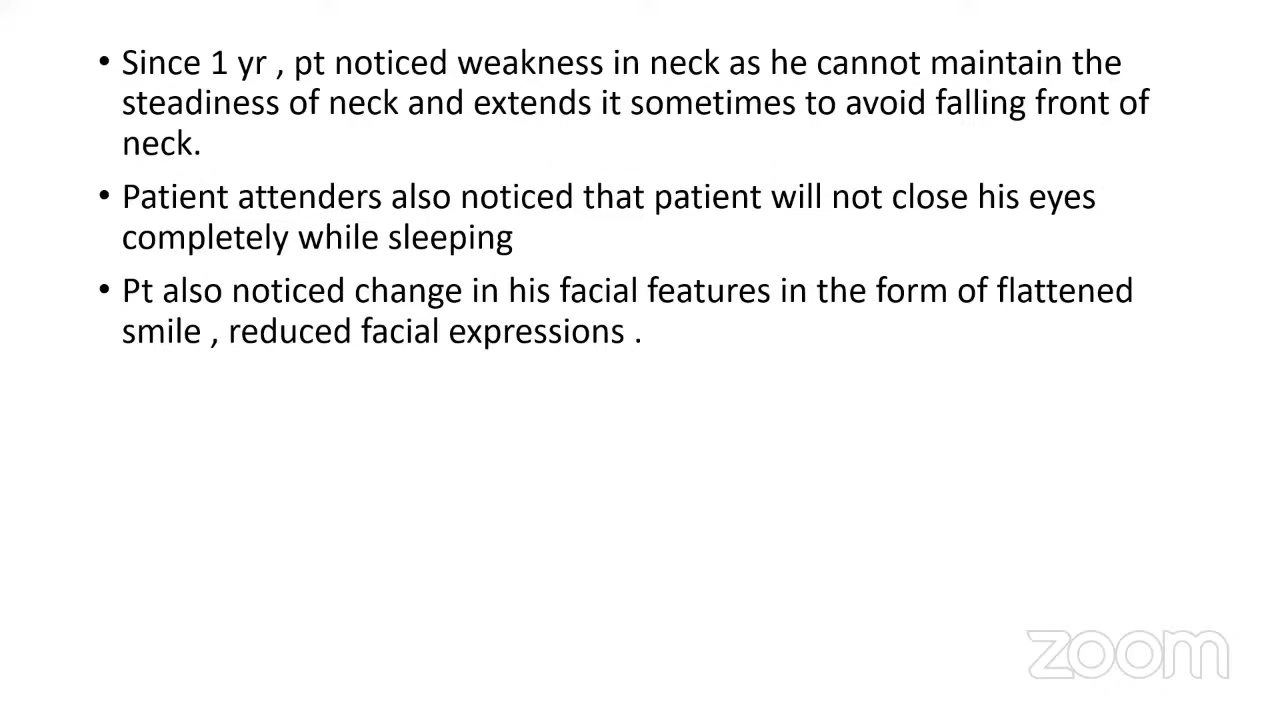 • Since 1 yr , pt noticed weakness in neck as he cannot maintain the
steadiness of neck and extends it sometimes to avoid falling front of
neck.
• Patient attenders also noticed that patient will not close his eyes
completely while sleeping
• Pt also noticed change in his facial features in the form of flattened
smile , reduced facial expressions .
zoom